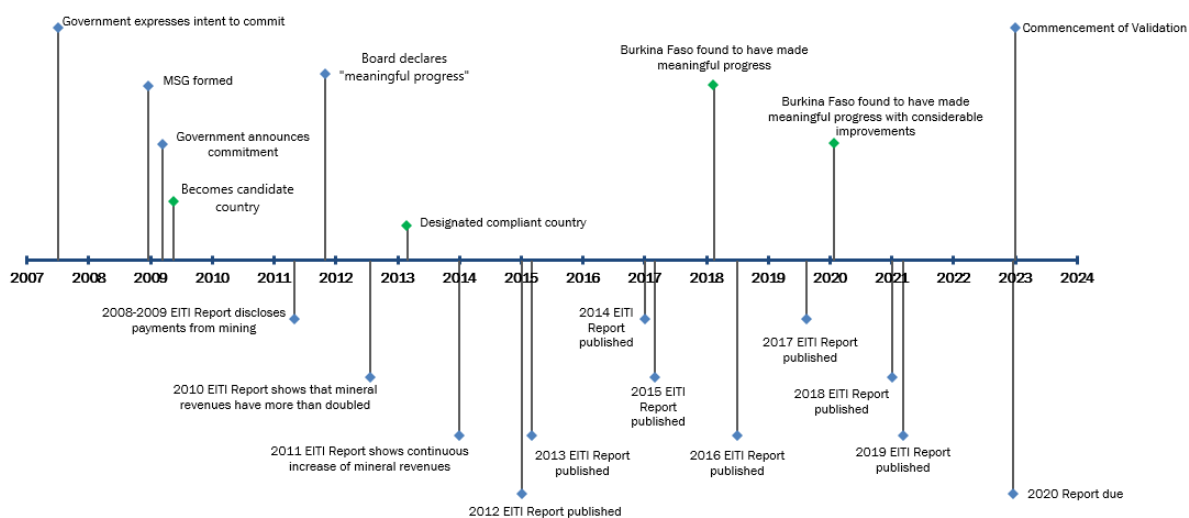 Government expresses intent to commit
Commencement of Validation
Burkina Faso found to have made
meaningful progress
Board declares
"meaningful progress"
MSG formed
Burkina Faso found to have made
meaningful progress with considerable
improvements
Government announces
commitment
Becomes candidate
country
Designated compliant country
2007 2008 2009 2010 2011 2012 2013 2014 2015 2016 2017 2018 2019 2020 2021 2022 2023 2024
2008-2009 EITI Report discloses
payments from mining
2014 EITI
Report
published
2017 EITI Report
published
2010 EITI Report shows that mineral
revenues have more than doubled
2015 EITI
Report
published
2018 EITI Report
published
2011 EITI Report shows continuous
increase of mineral revenues
2013 EITI Report
published
2016 EITI Report
published
2019 EITI Report
published
2012 EITI Report published
2020 Report due